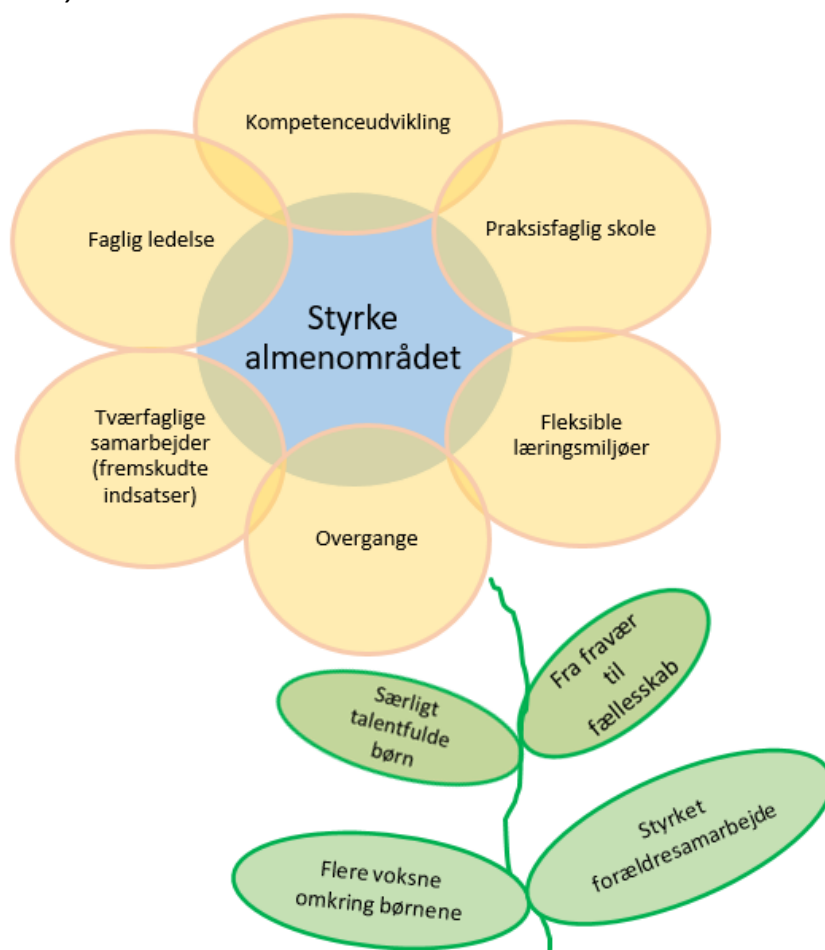 Kompetenceudvikling
Faglig ledelse
Praksisfaglig skole
Styrke
almenområdet
Tværfaglige
samarbejder
(fremskudte
indsatser)
Fleksible
læringsmiljøer
Overgange
Fra fravær
til
fællesskab
Særligt
talentfulde
børn
Styrket
forældresamarbejde
Flere voksne
omkring børnene